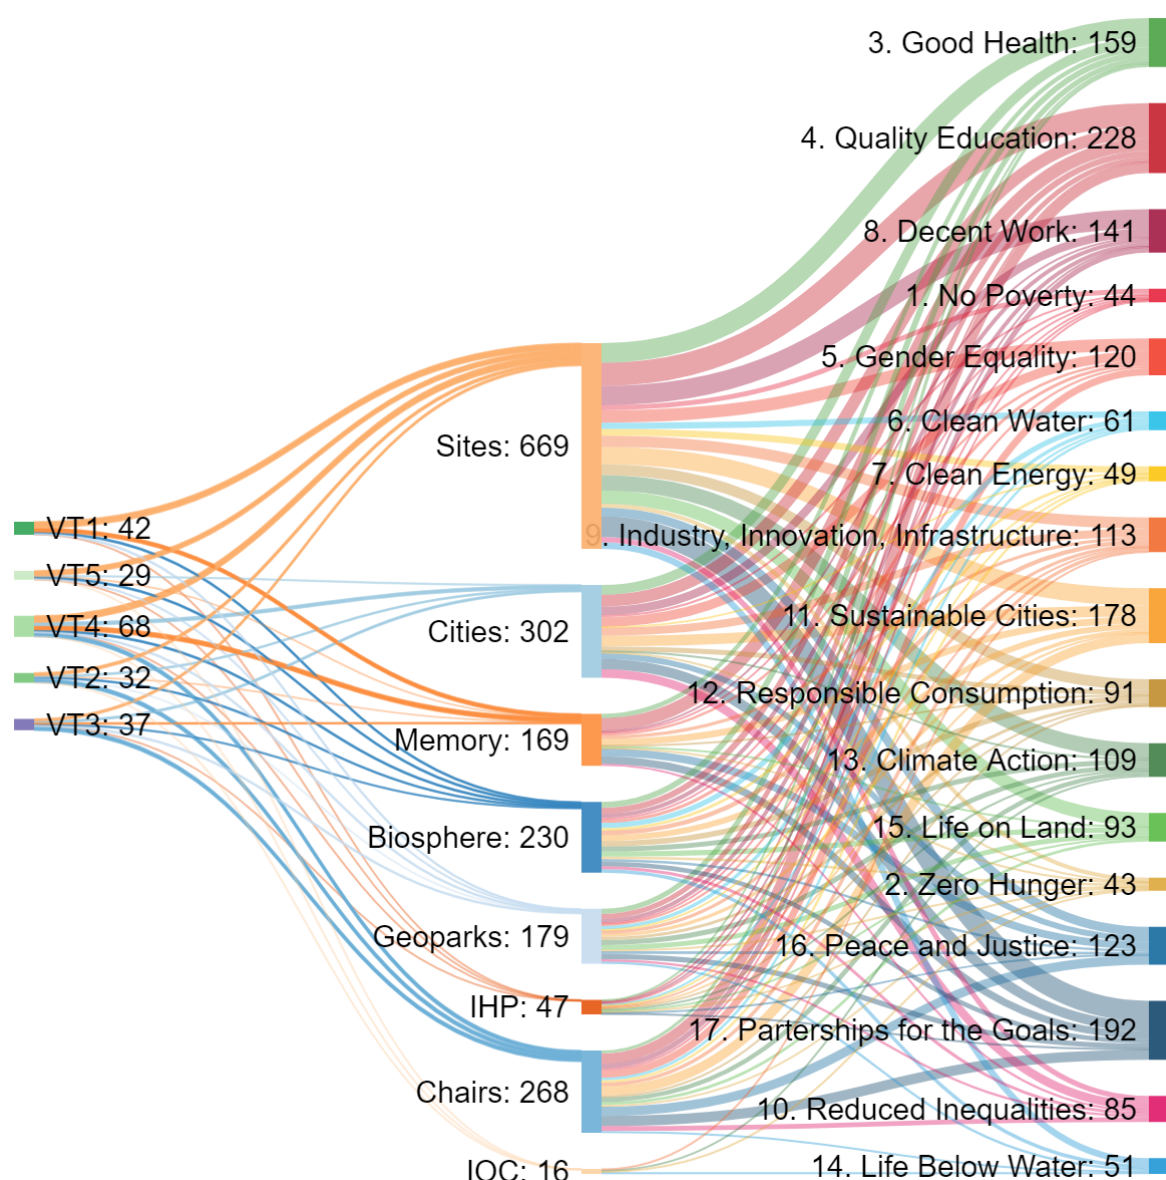 VT1: 42
VT5: 29
VT4: 68
VT2: 32
VT3: 37
Sites: 669
Cities: 302
Memory: 169
Biosphere: 230
Geoparks: 179
IHP: 47
Chairs: 268
IOC: 16
3. Good Health: 159
4. Quality Education: 228
8. Decent Work: 141
1. No Poverty: 44
5. Gender Equality: 120
6. Clean Water: 61
7. Clean Energy: 49
9. Industry, Innovation, Infrastructure: 113
11. Sustainable Cities: 178
12. Responsible Consumption: 91
13. Climate Action: 109
15. Life on Land: 93
2. Zero Hunger: 43
16. Peace and Justice: 123
17. Parterships for the Goals: 192
10. Reduced Inequalities: 85
14. Life Below Water: 51